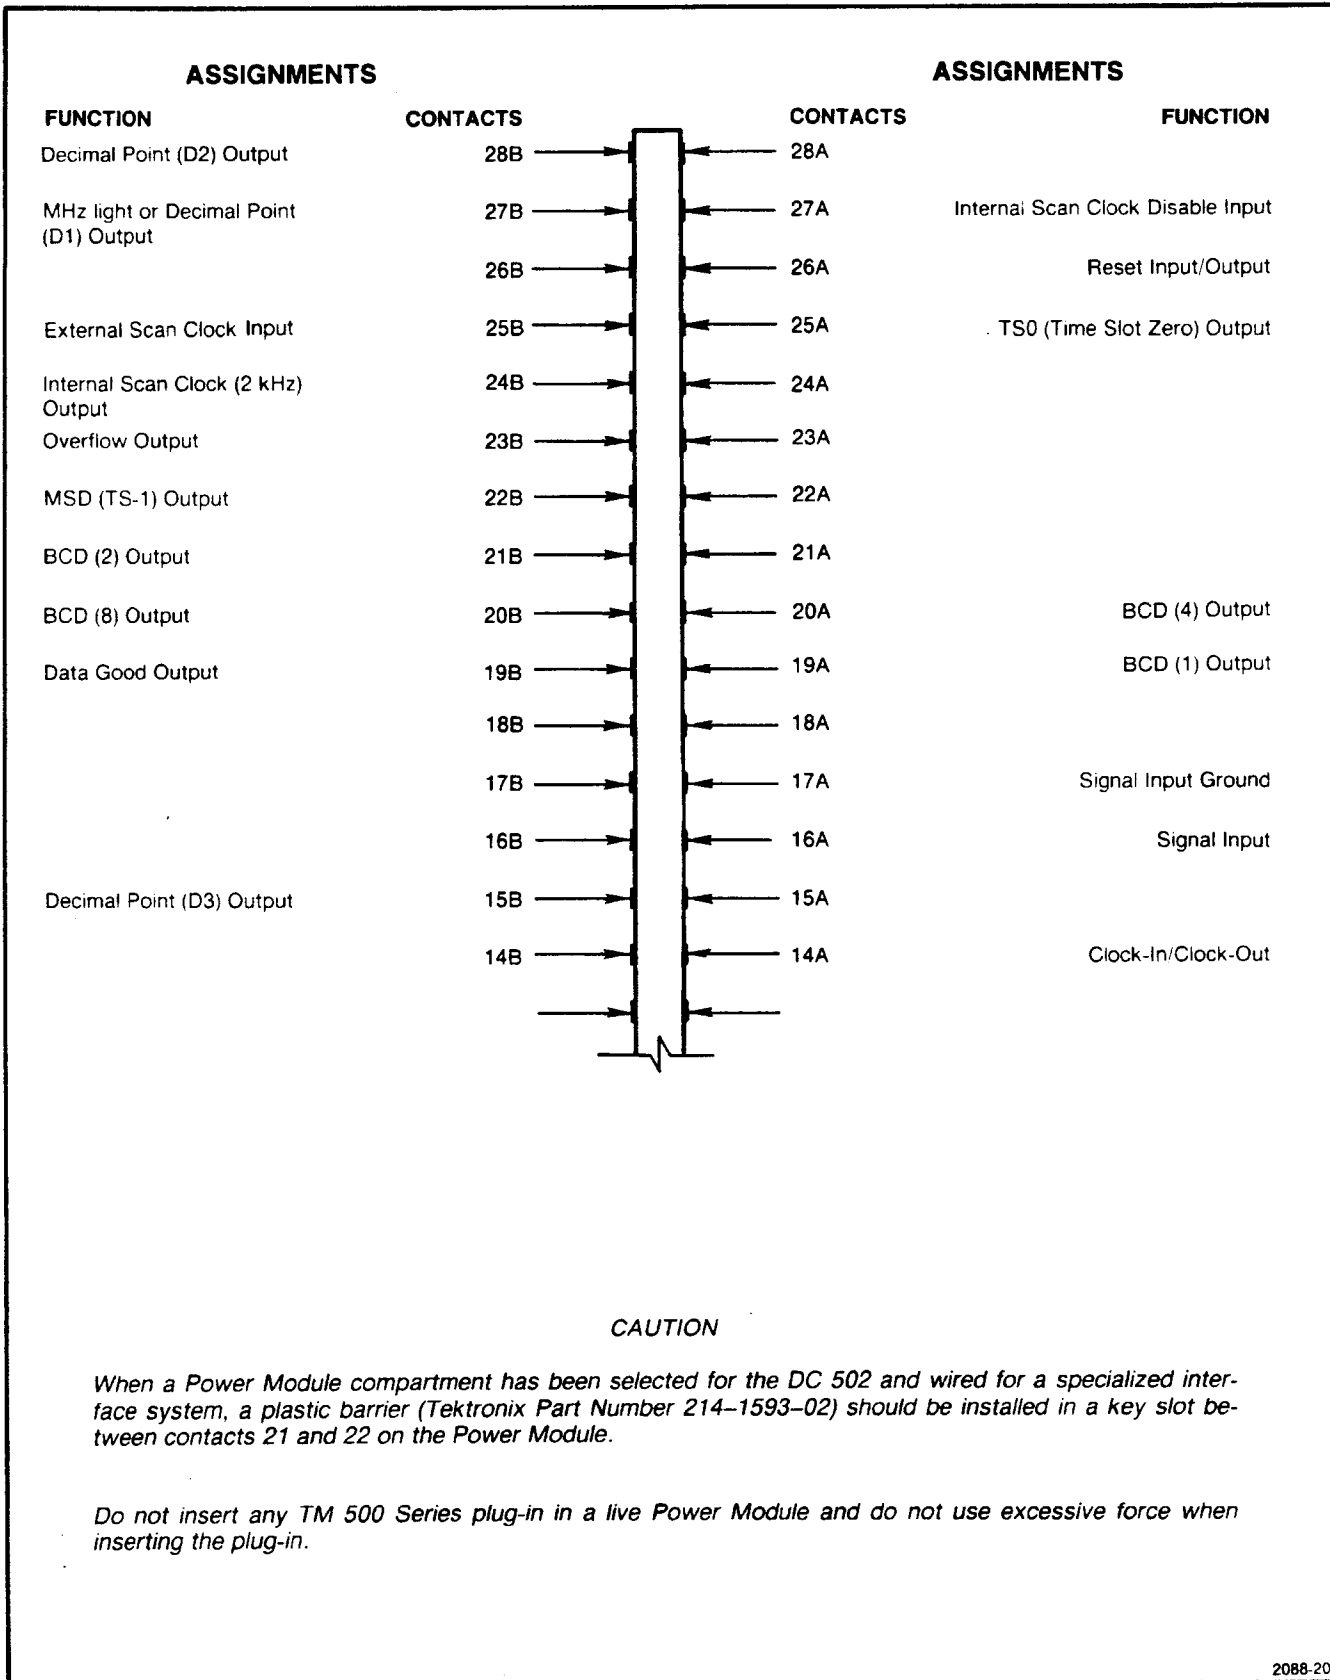 ASSIGNMENTS ASSIGNMENTS
FUNCTION CONTACTS CONTACTS FUNCTION
Decimal Point (D2) Output 28B 28A
MHz light or Decimal Point 27B 27A Internal Scan Clock Disable Input
(D1) Output
26B 26A Reset Input/Output
External Scan Clock Input 25B 25A TS0 (Time Slot Zero) Output
Internal Scan Clock (2 kHz) 24B 24A
Output
Overflow Output 23B 23A
MSD (TS-1) Output 22B 22A
BCD (2) Output 21B 21A
BCD (8) Output 20B 20A BCD (4) Output
Data Good Output 19B 19A BCD (1) Output
18B 18A
17B 17A Signal Input Ground
16B 16A Signal Input
Decimal Point (D3) Output 15B 15A
14B 14A Clock-In/Clock-Out
CAUTION
When a Power Module compartment has been selected for the DC 502 and wired for a specialized inter-
face system, a plastic barrier (Tektronix Part Number 214–1593–02) should be installed in a key slot be-
tween contacts 21 and 22 on the Power Module.
Do not insert any TM 500 Series plug-in in a live Power Module and do not use excessive force when
inserting the plug-in.
2088-20